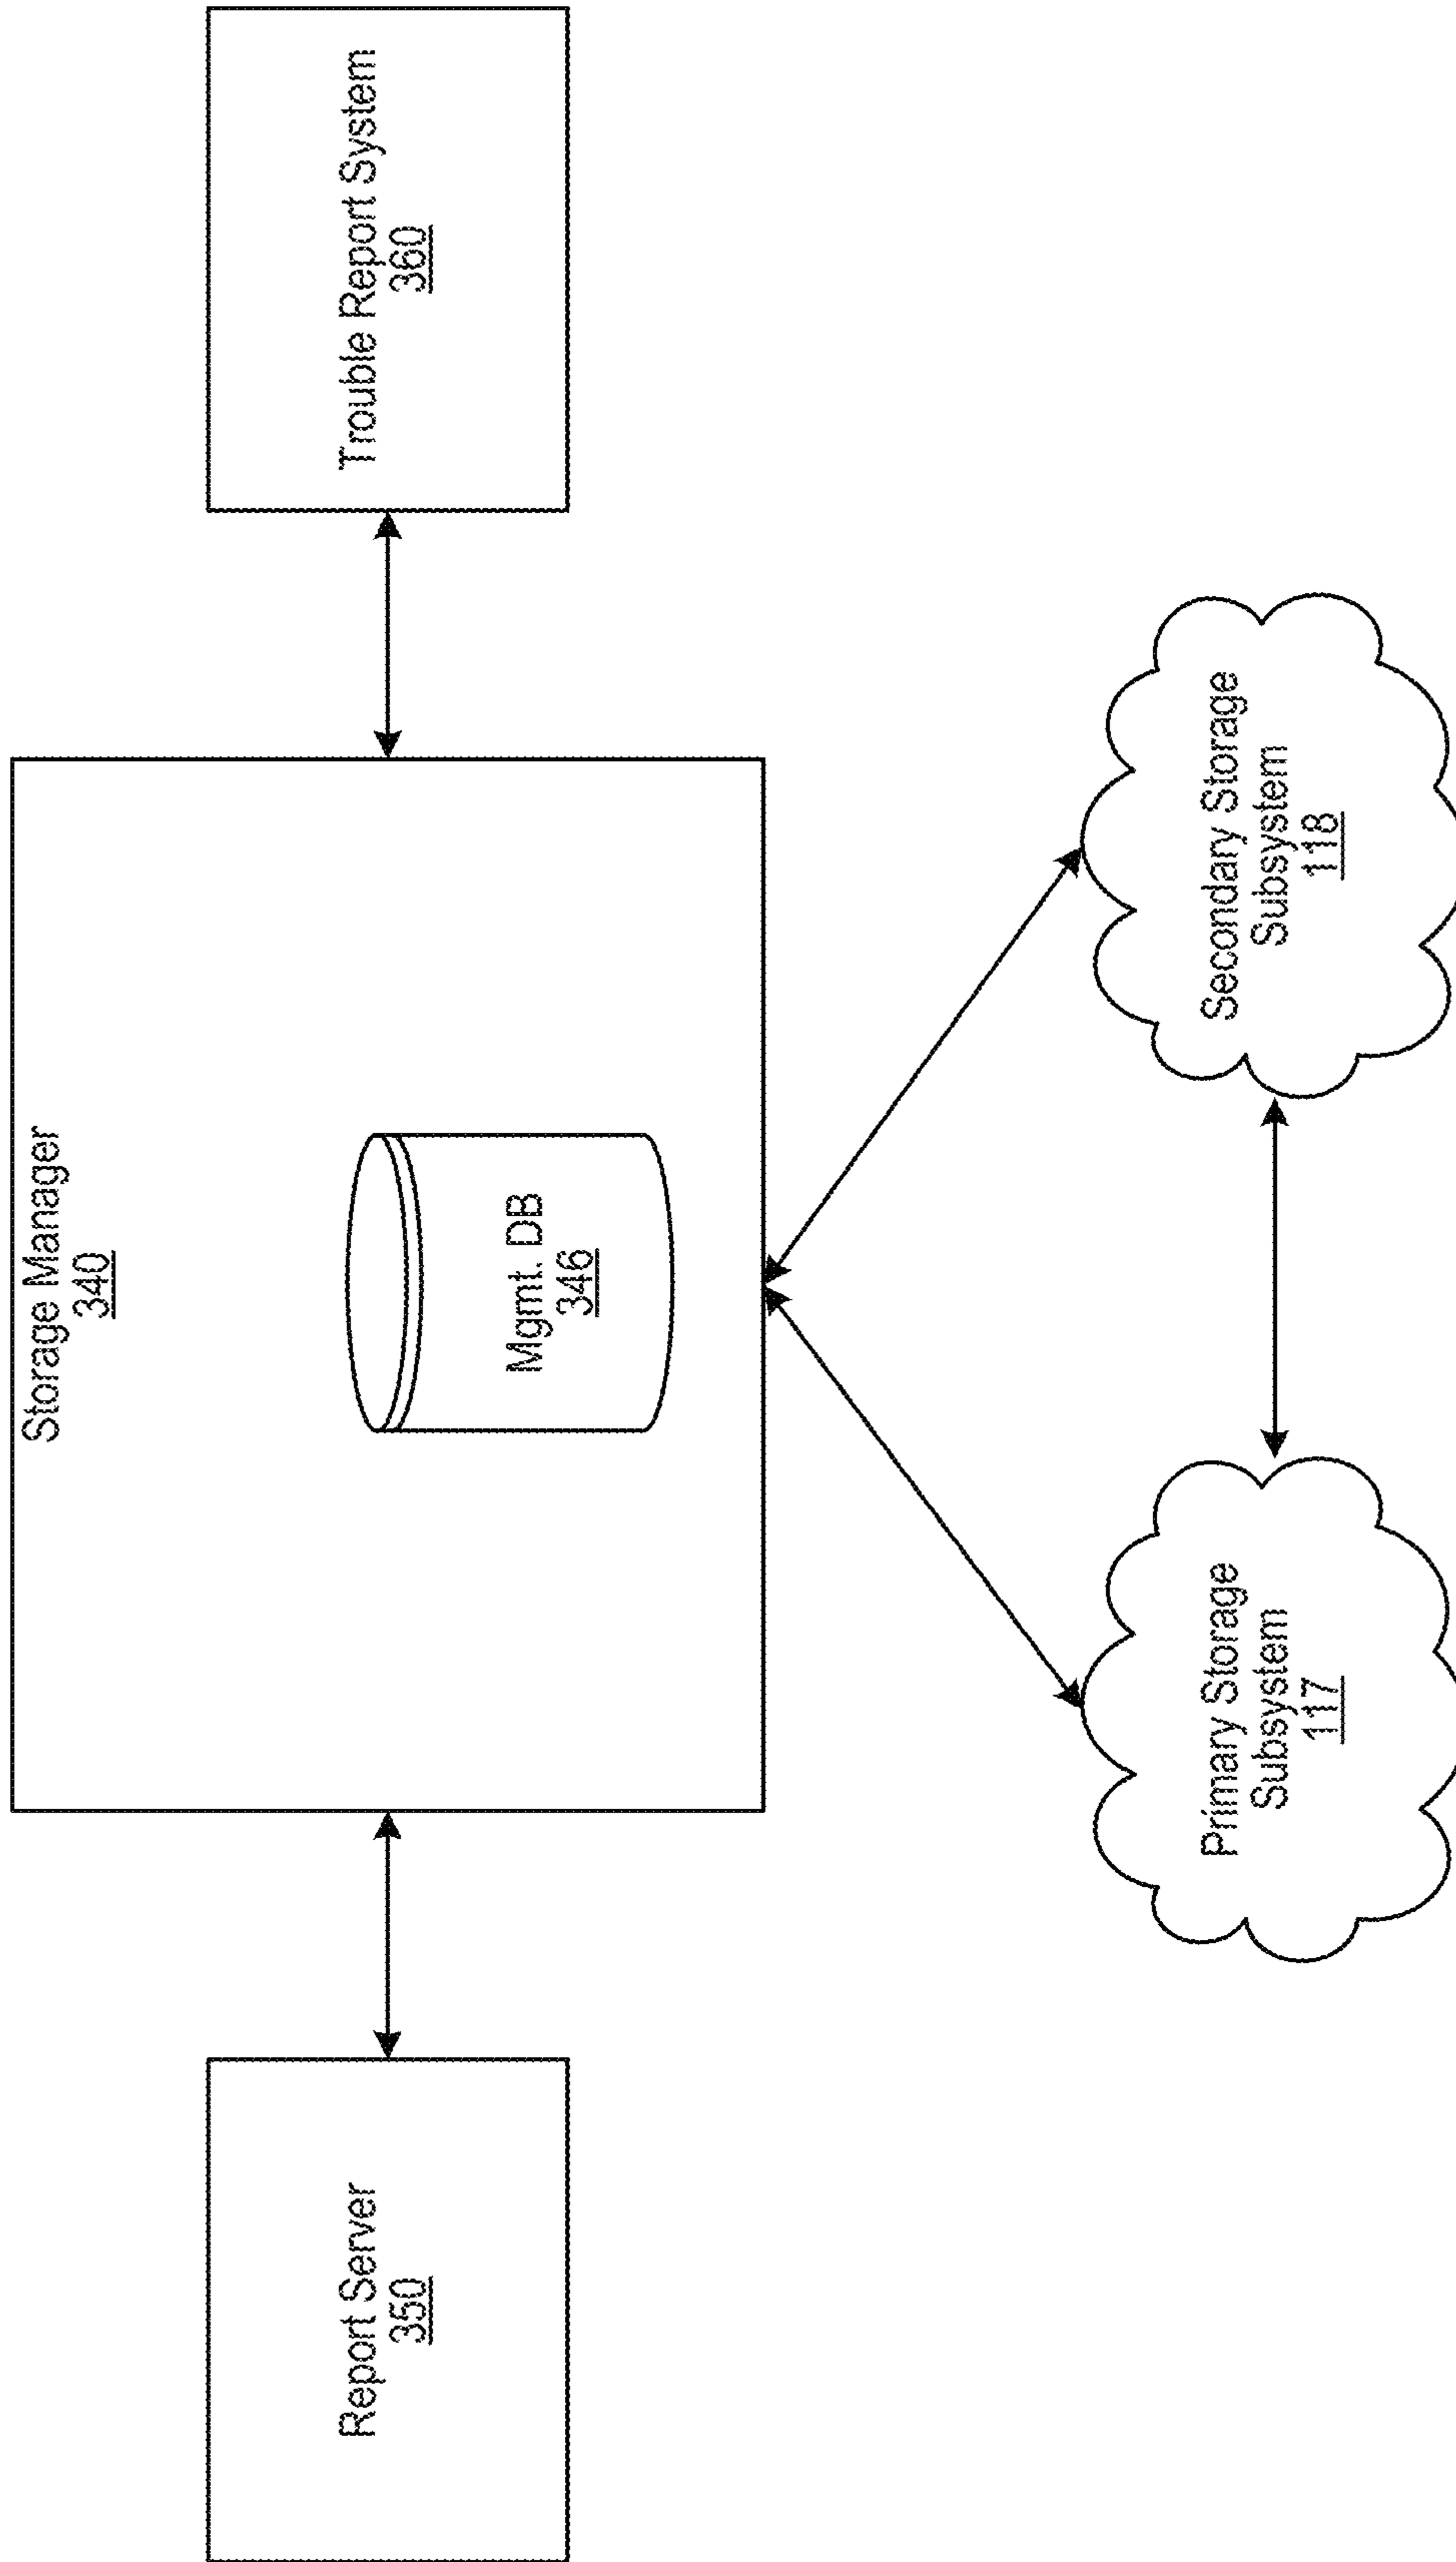 Storage Manager
340
Mgmt. DB
346
Report Server
350
Trouble Report System
360
Primary Storage
Subsystem
117
Secondary Storage
Subsystem
118